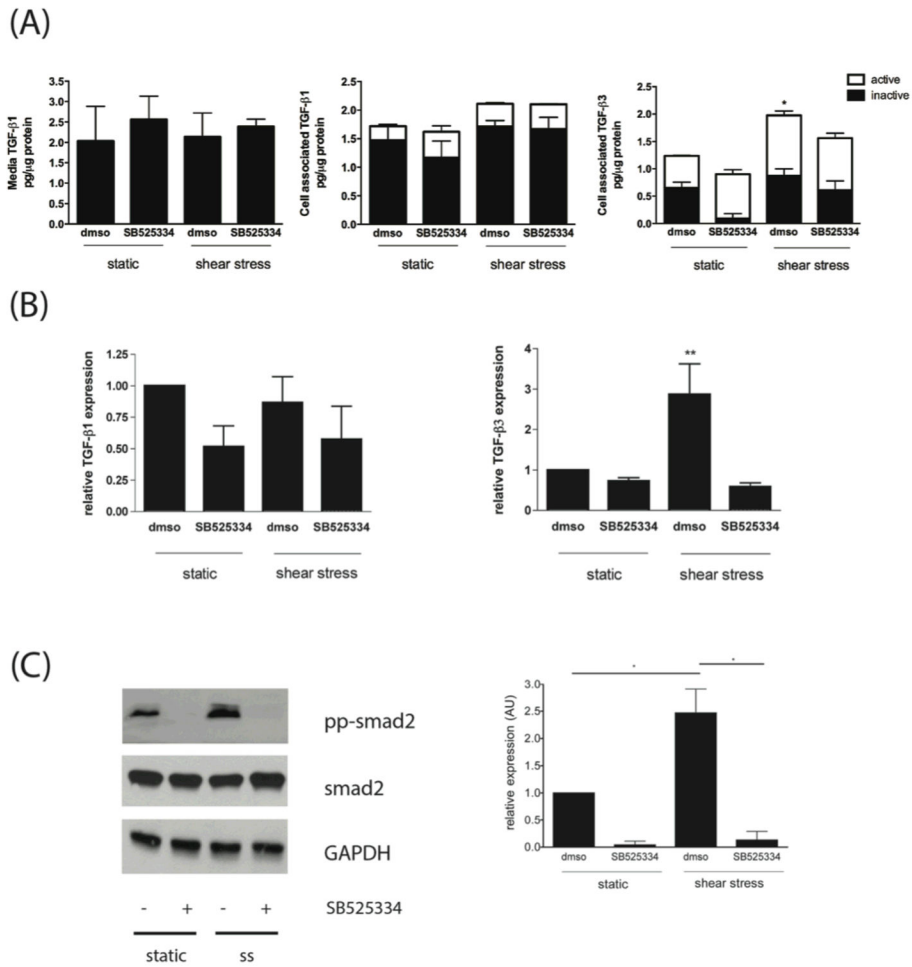 (A)
Media TGF-β1
pg/μg protein
3.5
3.0
2.5
2.0
1.5
1.0
0.5
0.0
dmso SB525334 dmso SB525334
static shear stress
Cell associated TGF-β1
pg/μg protein
2.5
2.0
1.5
1.0
0.5
0.0
dmso SB525334 dmso SB525334
static shear stress
Cell associated TGF-β3
pg/μg protein
2.5
2.0
1.5
1.0
0.5
0.0
*
active
inactive
dmso SB525334 dmso SB525334
static shear stress
(B)
relative TGF-β1 expression
1.25
1.00
0.75
0.50
0.25
0.00
dmso SB525334 dmso SB525334
static shear stress
relative TGF-β3 expression
4
3
2
1
0
**
dmso SB525334 dmso SB525334
static shear stress
(C)
pp-smad2
smad2
GAPDH
- + - + SB525334
static ss
relative expression (AU)
3.0
2.5
2.0
1.5
1.0
0.5
0.0
* *
dmso SB525334 dmso SB525334
static shear stress